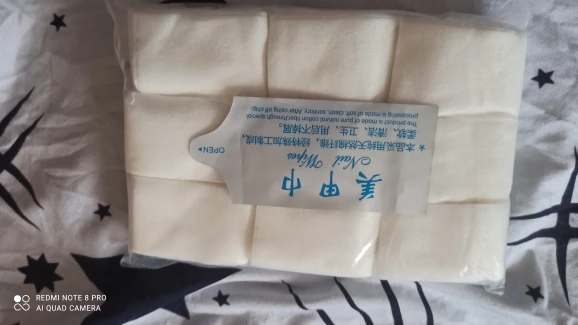 美甲巾
Nail Wipes
★ 本品采用纯天然棉纤维，经特殊加工制成，
柔软、清洁、卫生、用后不掉屑。
The product is made of pure natural cotton fiber,through special
processing is made of soft, clean, sanitory. After using off chip.
OPEN
REDMI NOTE 8 PRO
AI QUAD CAMERA